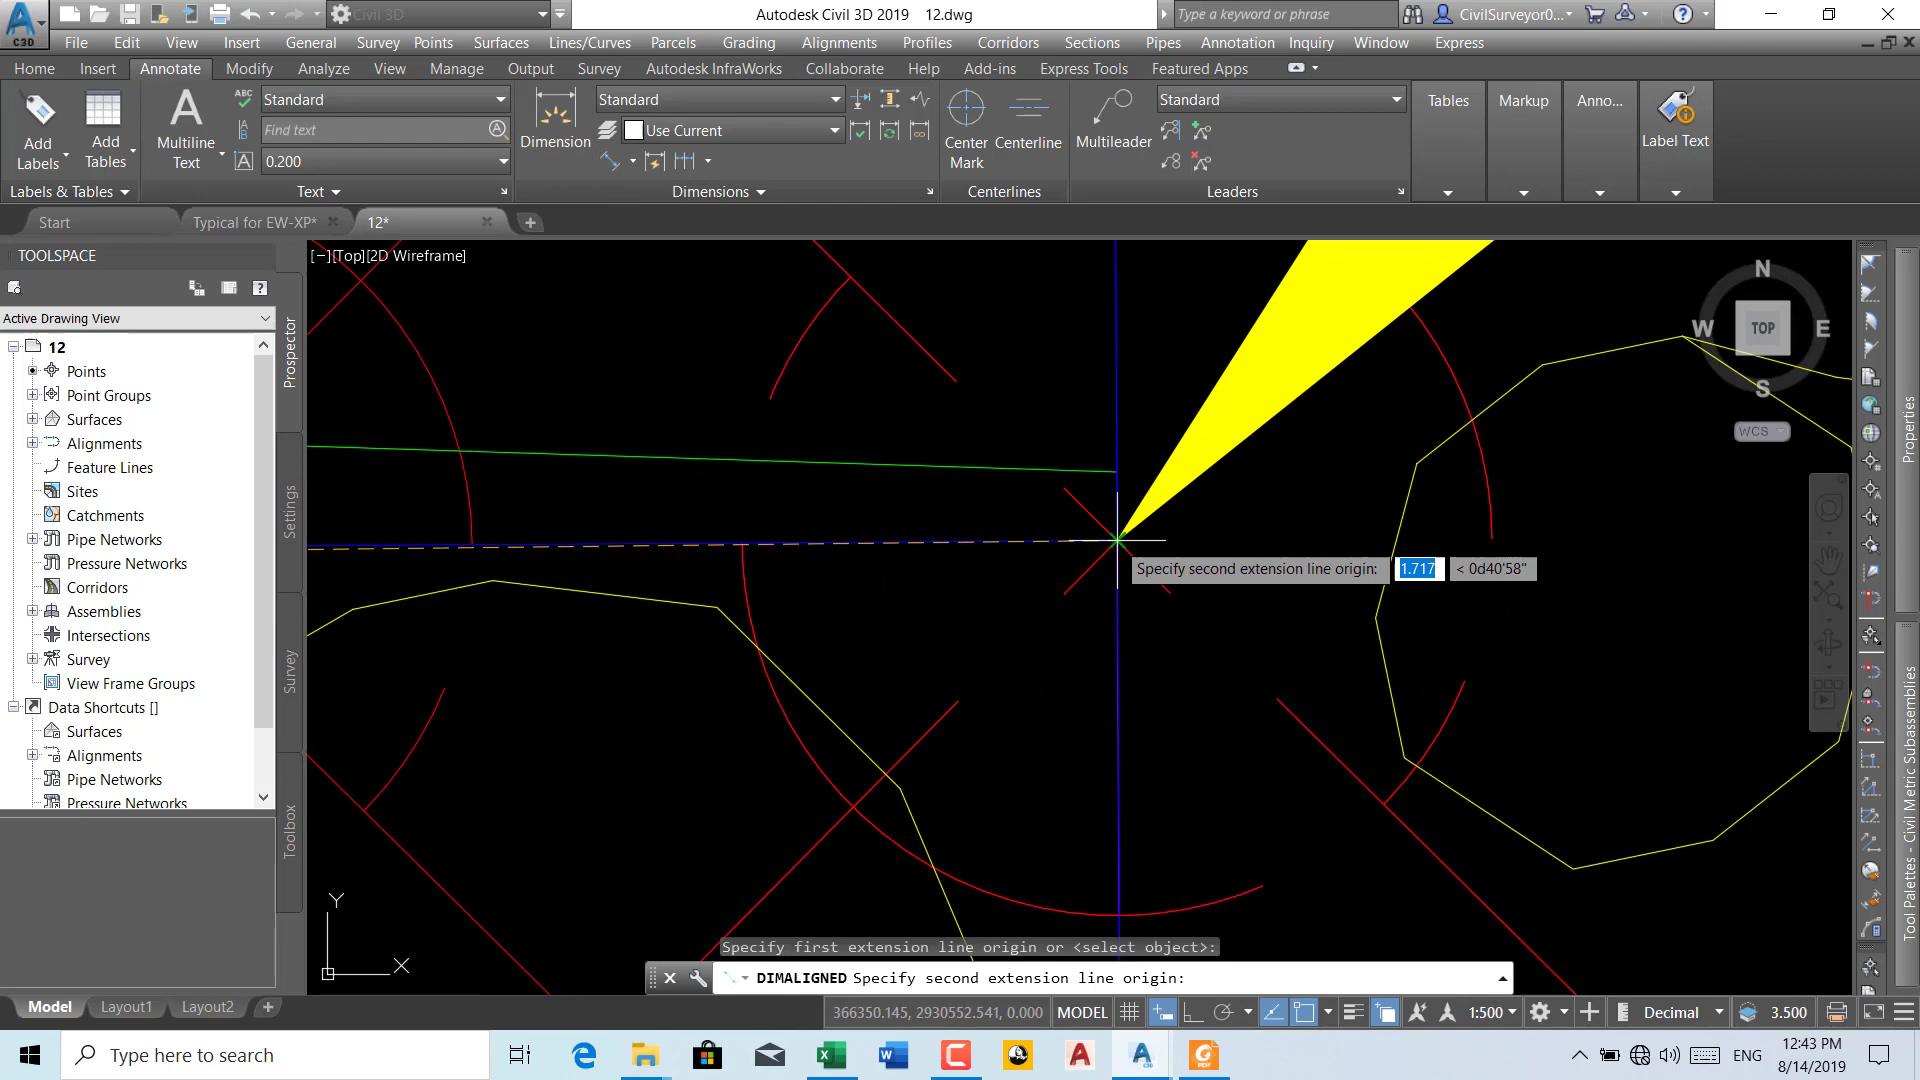 C3D
Civil 3D
Autodesk Civil 3D 2019   12.dwg
Type a keyword or phrase
CivilSurveyor0...
File Edit View Insert General Survey Points Surfaces Lines/Curves Parcels Grading Alignments Profiles Corridors Sections Pipes Annotation Inquiry Window Express
Home Insert Annotate Modify Analyze View Manage Output Survey Autodesk InfraWorks Collaborate Help Add-ins Express Tools Featured Apps
Add Labels
Add Tables
Multiline Text
ABC
Standard
Find text
0.200
Dimension
Standard
Use Current
Center Mark
Centerline
Multileader
Standard
Tables
Markup
Anno...
Label Text
Labels & Tables
Text
Dimensions
Centerlines
Leaders
Start
Typical for EW-XP*
12*
TOOLSPACE
Active Drawing View
12
Points
Point Groups
Surfaces
Alignments
Feature Lines
Sites
Catchments
Pipe Networks
Pressure Networks
Corridors
Assemblies
Intersections
Survey
View Frame Groups
Data Shortcuts []
Surfaces
Alignments
Pipe Networks
Pressure Networks
Prospector
Settings
Survey
Toolbox
[−][Top][2D Wireframe]
N
W TOP E
S
WCS
Specify second extension line origin: 1.717 < 0d40'58"
Y
X
Specify first extension line origin or <select object>:
DIMALIGNED Specify second extension line origin:
Properties
Tool Palettes - Civil Metric Subassemblies
Model Layout1 Layout2
366350.145, 2930552.541, 0.000 MODEL 1:500 Decimal 3.500
Type here to search
ENG
12:43 PM
8/14/2019